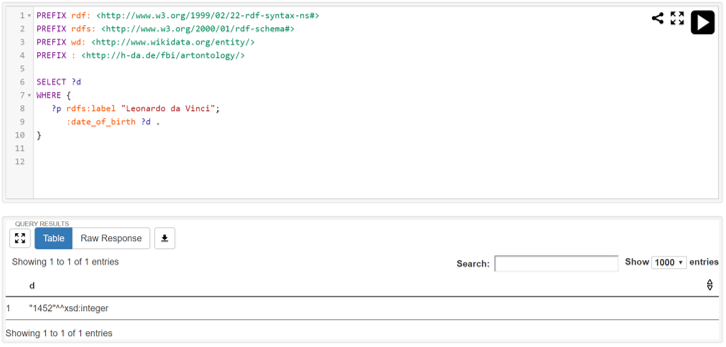 1 PREFIX rdf: <http://www.w3.org/1999/02/22-rdf-syntax-ns#>
2 PREFIX rdfs: <http://www.w3.org/2000/01/rdf-schema#>
3 PREFIX wd: <http://www.wikidata.org/entity/>
4 PREFIX : <http://h-da.de/fbi/artontology/>
5
6 SELECT ?d
7 WHERE {
8 ?p rdfs:label "Leonardo da Vinci";
9 :date_of_birth ?d .
10 }
11
12
QUERY RESULTS
Table Raw Response
Showing 1 to 1 of 1 entries
Search: Show 1000 entries
d
1 "1452"^^xsd:integer
Showing 1 to 1 of 1 entries